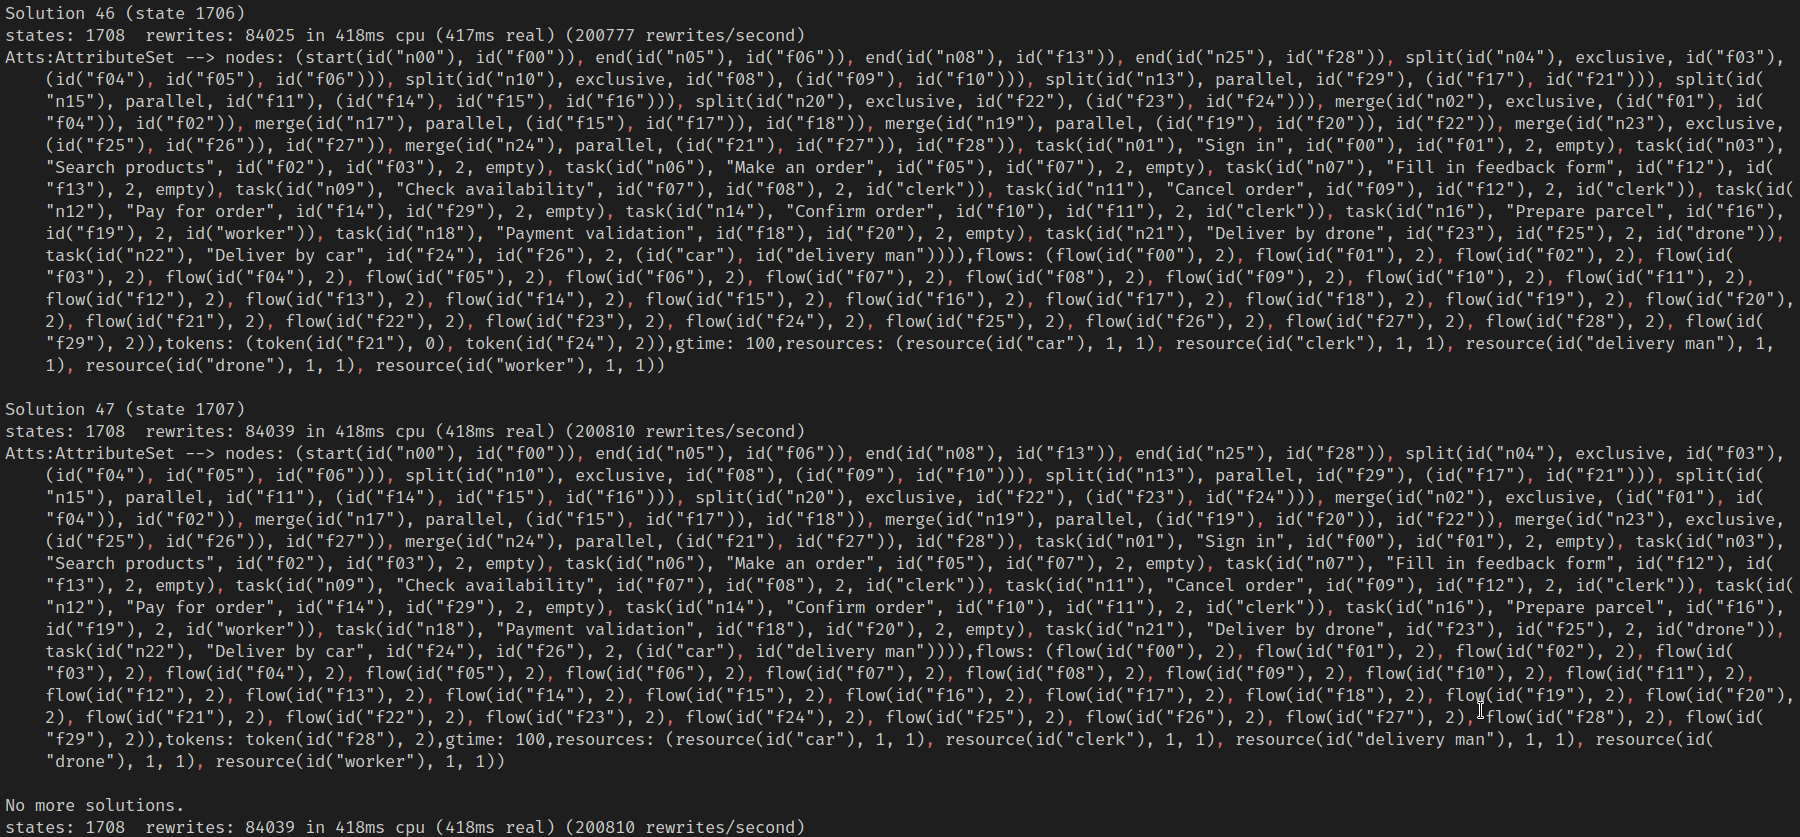 Solution 46 (state 1706)
states: 1708  rewrites: 84025 in 418ms cpu (417ms real) (200777 rewrites/second)
Atts:AttributeSet --> nodes: (start(id("n00"), id("f00")), end(id("n05"), id("f06")), end(id("n08"), id("f13")), end(id("n25"), id("f28")), split(id("n04"), exclusive, id("f03"),
    (id("f04"), id("f05"), id("f06"))), split(id("n10"), exclusive, id("f08"), (id("f09"), id("f10"))), split(id("n13"), parallel, id("f29"), (id("f17"), id("f21"))), split(id(
    "n15"), parallel, id("f11"), (id("f14"), id("f15"), id("f16"))), split(id("n20"), exclusive, id("f22"), (id("f23"), id("f24"))), merge(id("n02"), exclusive, (id("f01"), id(
    "f04")), id("f02")), merge(id("n17"), parallel, (id("f15"), id("f17")), id("f18")), merge(id("n19"), parallel, (id("f19"), id("f20")), id("f22")), merge(id("n23"), exclusive,
    (id("f25"), id("f26")), id("f27")), merge(id("n24"), parallel, (id("f21"), id("f27")), id("f28")), task(id("n01"), "Sign in", id("f00"), id("f01"), 2, empty), task(id("n03"),
    "Search products", id("f02"), id("f03"), 2, empty), task(id("n06"), "Make an order", id("f05"), id("f07"), 2, empty), task(id("n07"), "Fill in feedback form", id("f12"), id(
    "f13"), 2, empty), task(id("n09"), "Check availability", id("f07"), id("f08"), 2, id("clerk")), task(id("n11"), "Cancel order", id("f09"), id("f12"), 2, id("clerk")), task(id(
    "n12"), "Pay for order", id("f14"), id("f29"), 2, empty), task(id("n14"), "Confirm order", id("f10"), id("f11"), 2, id("clerk")), task(id("n16"), "Prepare parcel", id("f16"),
    id("f19"), 2, id("worker")), task(id("n18"), "Payment validation", id("f18"), id("f20"), 2, empty), task(id("n21"), "Deliver by drone", id("f23"), id("f25"), 2, id("drone")),
    task(id("n22"), "Deliver by car", id("f24"), id("f26"), 2, (id("car"), id("delivery man")))),flows: (flow(id("f00"), 2), flow(id("f01"), 2), flow(id("f02"), 2), flow(id(
    "f03"), 2), flow(id("f04"), 2), flow(id("f05"), 2), flow(id("f06"), 2), flow(id("f07"), 2), flow(id("f08"), 2), flow(id("f09"), 2), flow(id("f10"), 2), flow(id("f11"), 2),
    flow(id("f12"), 2), flow(id("f13"), 2), flow(id("f14"), 2), flow(id("f15"), 2), flow(id("f16"), 2), flow(id("f17"), 2), flow(id("f18"), 2), flow(id("f19"), 2), flow(id("f20"),
    2), flow(id("f21"), 2), flow(id("f22"), 2), flow(id("f23"), 2), flow(id("f24"), 2), flow(id("f25"), 2), flow(id("f26"), 2), flow(id("f27"), 2), flow(id("f28"), 2), flow(id(
    "f29"), 2)),tokens: (token(id("f21"), 0), token(id("f24"), 2)),gtime: 100,resources: (resource(id("car"), 1, 1), resource(id("clerk"), 1, 1), resource(id("delivery man"), 1,
    1), resource(id("drone"), 1, 1), resource(id("worker"), 1, 1))
Solution 47 (state 1707)
states: 1708  rewrites: 84039 in 418ms cpu (418ms real) (200810 rewrites/second)
Atts:AttributeSet --> nodes: (start(id("n00"), id("f00")), end(id("n05"), id("f06")), end(id("n08"), id("f13")), end(id("n25"), id("f28")), split(id("n04"), exclusive, id("f03"),
    (id("f04"), id("f05"), id("f06"))), split(id("n10"), exclusive, id("f08"), (id("f09"), id("f10"))), split(id("n13"), parallel, id("f29"), (id("f17"), id("f21"))), split(id(
    "n15"), parallel, id("f11"), (id("f14"), id("f15"), id("f16"))), split(id("n20"), exclusive, id("f22"), (id("f23"), id("f24"))), merge(id("n02"), exclusive, (id("f01"), id(
    "f04")), id("f02")), merge(id("n17"), parallel, (id("f15"), id("f17")), id("f18")), merge(id("n19"), parallel, (id("f19"), id("f20")), id("f22")), merge(id("n23"), exclusive,
    (id("f25"), id("f26")), id("f27")), merge(id("n24"), parallel, (id("f21"), id("f27")), id("f28")), task(id("n01"), "Sign in", id("f00"), id("f01"), 2, empty), task(id("n03"),
    "Search products", id("f02"), id("f03"), 2, empty), task(id("n06"), "Make an order", id("f05"), id("f07"), 2, empty), task(id("n07"), "Fill in feedback form", id("f12"), id(
    "f13"), 2, empty), task(id("n09"), "Check availability", id("f07"), id("f08"), 2, id("clerk")), task(id("n11"), "Cancel order", id("f09"), id("f12"), 2, id("clerk")), task(id(
    "n12"), "Pay for order", id("f14"), id("f29"), 2, empty), task(id("n14"), "Confirm order", id("f10"), id("f11"), 2, id("clerk")), task(id("n16"), "Prepare parcel", id("f16"),
    id("f19"), 2, id("worker")), task(id("n18"), "Payment validation", id("f18"), id("f20"), 2, empty), task(id("n21"), "Deliver by drone", id("f23"), id("f25"), 2, id("drone")),
    task(id("n22"), "Deliver by car", id("f24"), id("f26"), 2, (id("car"), id("delivery man")))),flows: (flow(id("f00"), 2), flow(id("f01"), 2), flow(id("f02"), 2), flow(id(
    "f03"), 2), flow(id("f04"), 2), flow(id("f05"), 2), flow(id("f06"), 2), flow(id("f07"), 2), flow(id("f08"), 2), flow(id("f09"), 2), flow(id("f10"), 2), flow(id("f11"), 2),
    flow(id("f12"), 2), flow(id("f13"), 2), flow(id("f14"), 2), flow(id("f15"), 2), flow(id("f16"), 2), flow(id("f17"), 2), flow(id("f18"), 2), flow(id("f19"), 2), flow(id("f20"),
    2), flow(id("f21"), 2), flow(id("f22"), 2), flow(id("f23"), 2), flow(id("f24"), 2), flow(id("f25"), 2), flow(id("f26"), 2), flow(id("f27"), 2), flow(id("f28"), 2), flow(id(
    "f29"), 2)),tokens: token(id("f28"), 2),gtime: 100,resources: (resource(id("car"), 1, 1), resource(id("clerk"), 1, 1), resource(id("delivery man"), 1, 1), resource(id(
    "drone"), 1, 1), resource(id("worker"), 1, 1))
No more solutions.
states: 1708  rewrites: 84039 in 418ms cpu (418ms real) (200810 rewrites/second)